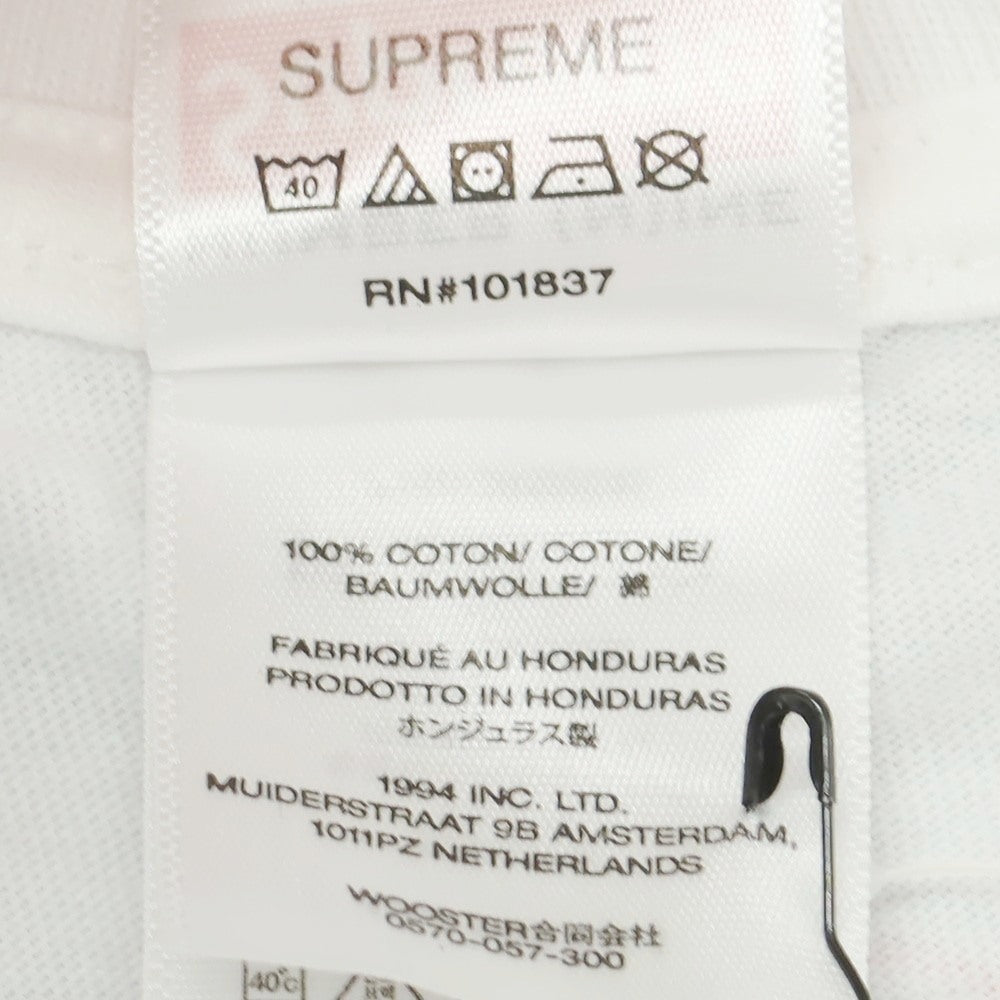 SUPREME
40
RN#101837
100% COTON/ COTONE/
BAUMWOLLE/ 綿
FABRIQUÉ AU HONDURAS
PRODOTTO IN HONDURAS
ホンジュラス製
1994 INC. LTD.
MUIDERSTRAAT 9B AMSTERDAM,
1011PZ NETHERLANDS
WOOSTER合同会社
0570-057-300
40℃